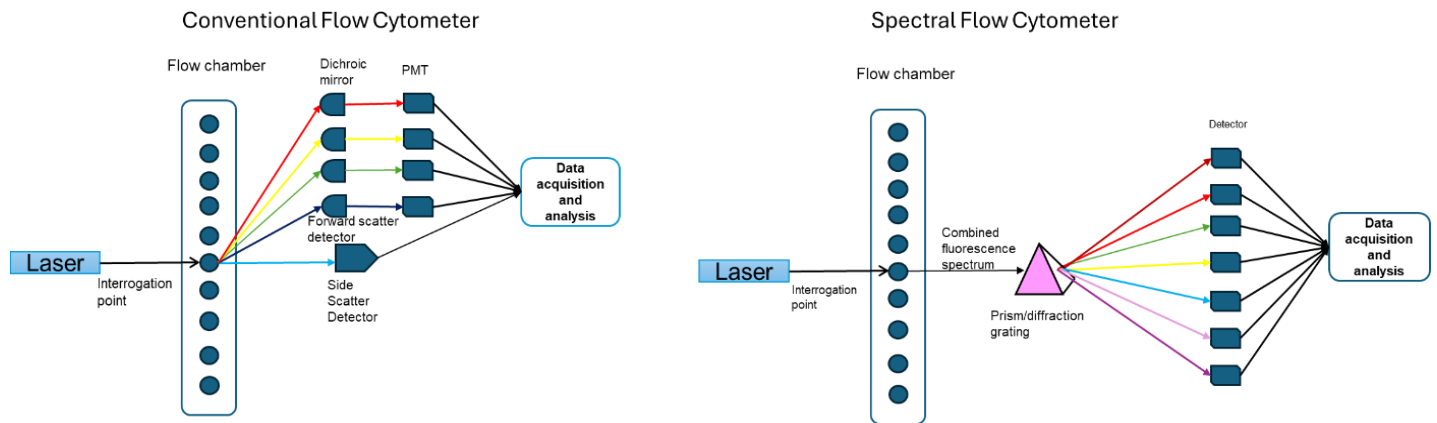 Conventional Flow Cytometer
Flow chamber
Dichroic
mirror
PMT
Forward scatter
detector
Laser
Interrogation
point
Side
Scatter
Detector
Data
acquisition
and
analysis
Spectral Flow Cytometer
Flow chamber
Detector
Combined
fluorescence
spectrum
Laser
Interrogation
point
Prism/diffraction
grating
Data
acquisition
and
analysis